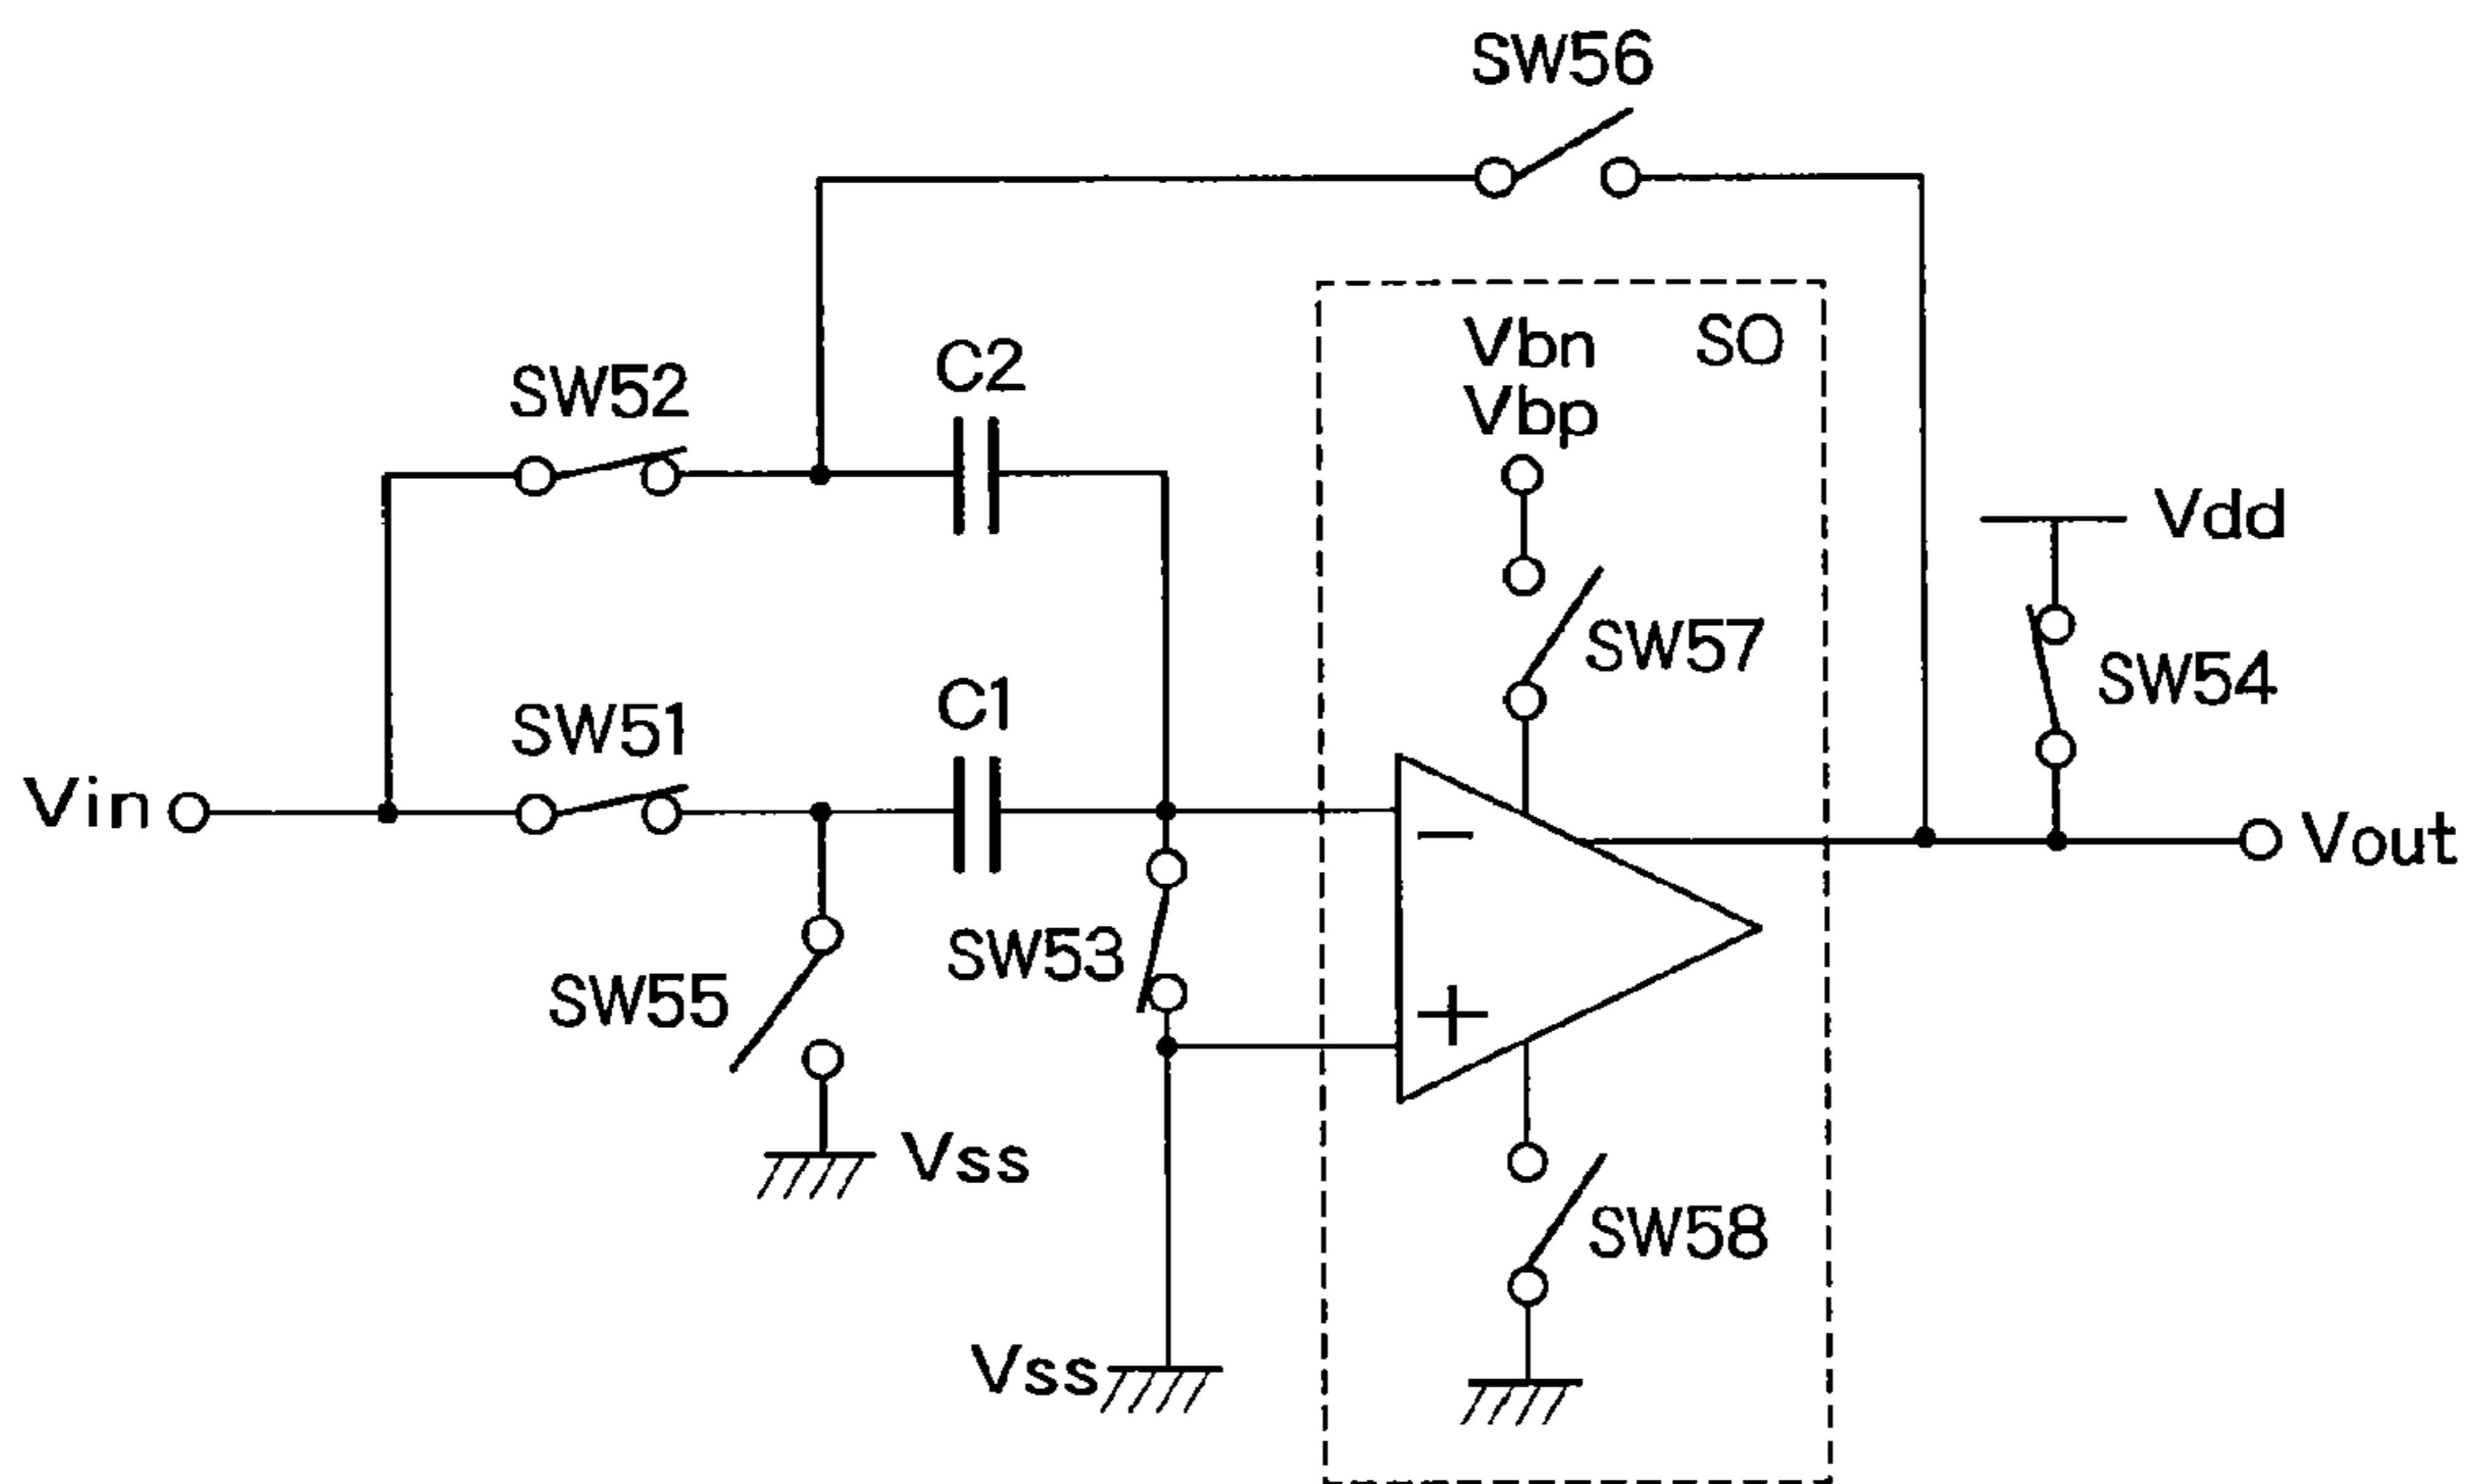 SW56
Vbn
SO
Vbp
SW52
C2
Vdd
SW57
SW54
SW51
C1
Vin
−
Vout
SW53
SW55
+
Vss
SW58
Vss